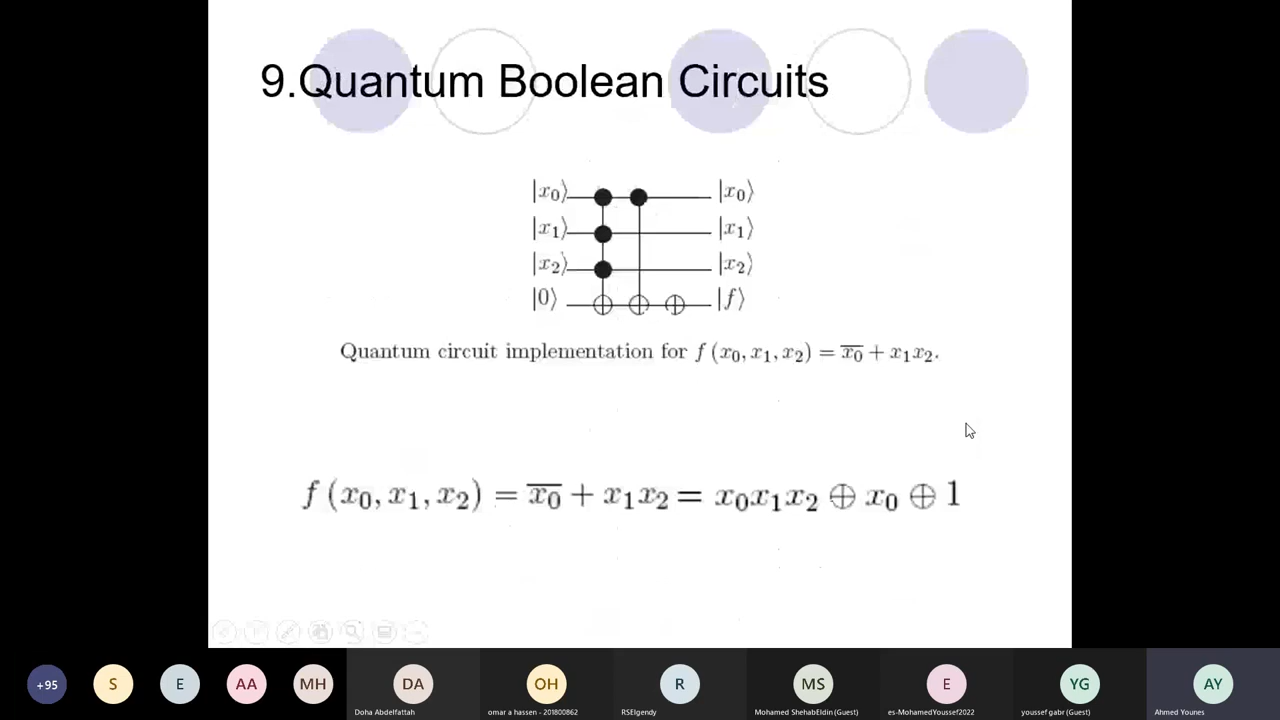 9.Quantum Boolean Circuits
|x₀⟩ |x₀⟩
|x₁⟩ |x₁⟩
|x₂⟩ |x₂⟩
|0⟩ |f⟩
Quantum circuit implementation for f (x₀, x₁, x₂) = x̅₀ + x₁x₂.
f (x₀, x₁, x₂) = x̅₀ + x₁x₂ = x₀x₁x₂ ⊕ x₀ ⊕ 1
+95 S E AA MH DA OH R MS E YG AY
Doha Abdelfattah omar a hassen - 201800862 RSElgendy Mohamed ShehabEldin (Guest) es-MohamedYoussef2022 youssef gabr (Guest) Ahmed Younes